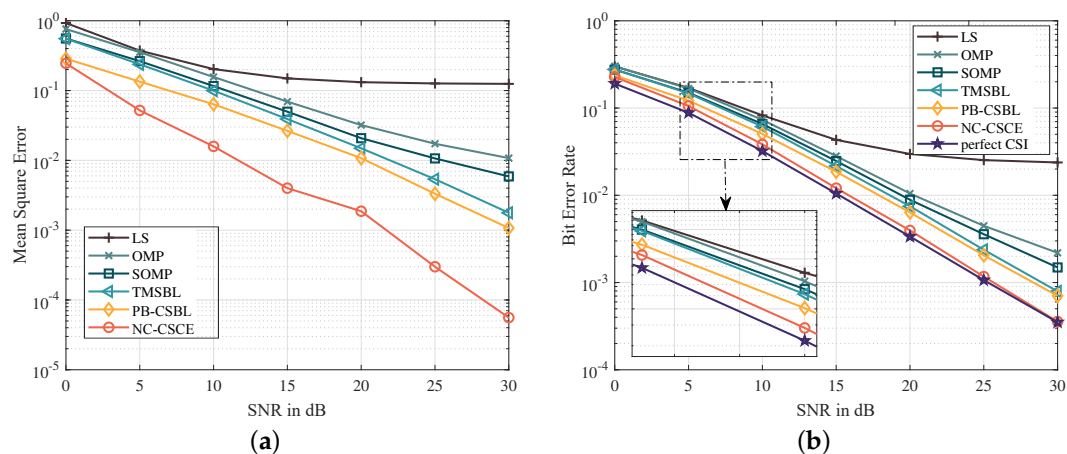 Mean Square Error
10^0
10^-1
10^-2
10^-3
10^-4
10^-5
LS
OMP
SOMP
TMSBL
PB-CSBL
NC-CSCE
0 5 10 15 20 25 30
SNR in dB
(a)
Bit Error Rate
10^0
10^-1
10^-2
10^-3
10^-4
LS
OMP
SOMP
TMSBL
PB-CSBL
NC-CSCE
perfect CSI
0 5 10 15 20 25 30
SNR in dB
(b)